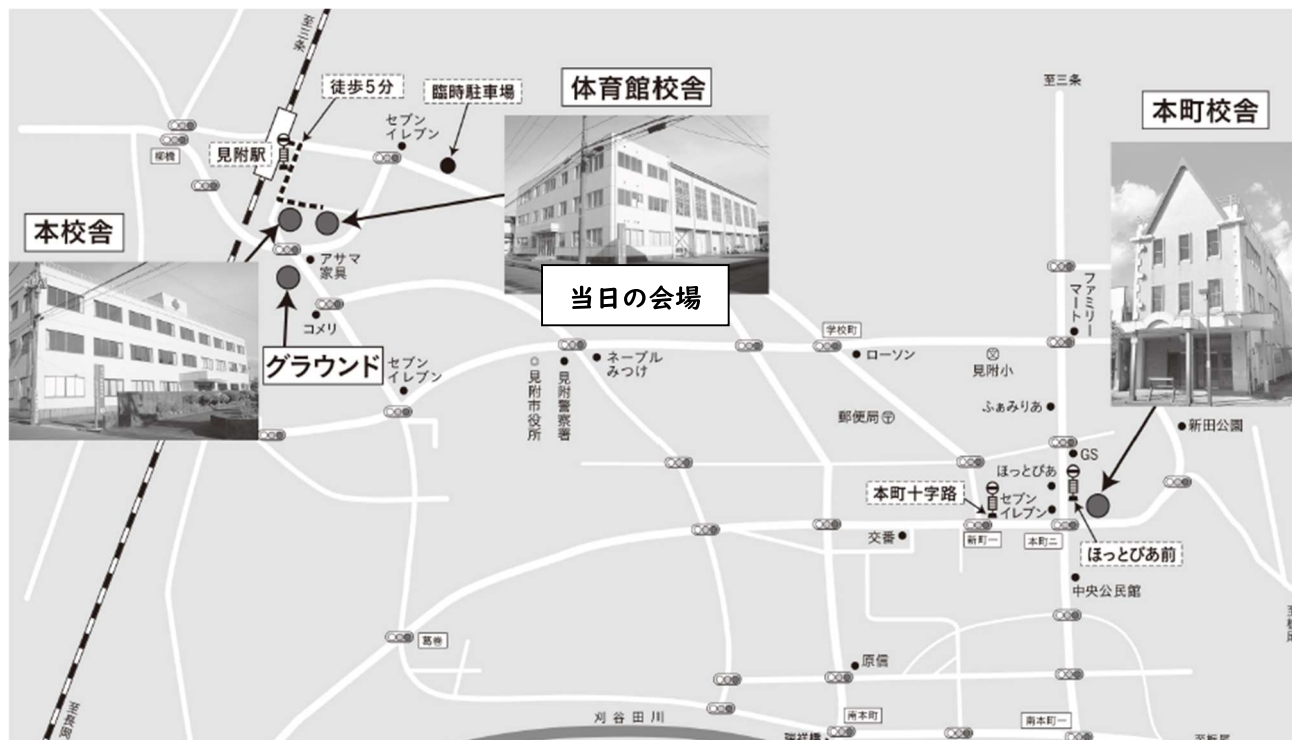 至三条
徒歩5分
臨時駐車場
体育館校舎
至三条
本町校舎
セブン
イレブン
柳橋
見附駅
本校舎
アサマ
家具
当日の会場
コメリ
グラウンド
セブン
イレブン
ファミリー
マート
学校町
ローソン
ネーブル
みつけ
見附市役所
見附警察署
見附小
ふぁみりあ
郵便局
新田公園
GS
ほっとぴあ
本町十字路
セブン
イレブン
交番
新町一
本町二
ほっとぴあ前
中央公民館
葛巻
原信
刈谷田川
南本町
南本町一
至長岡